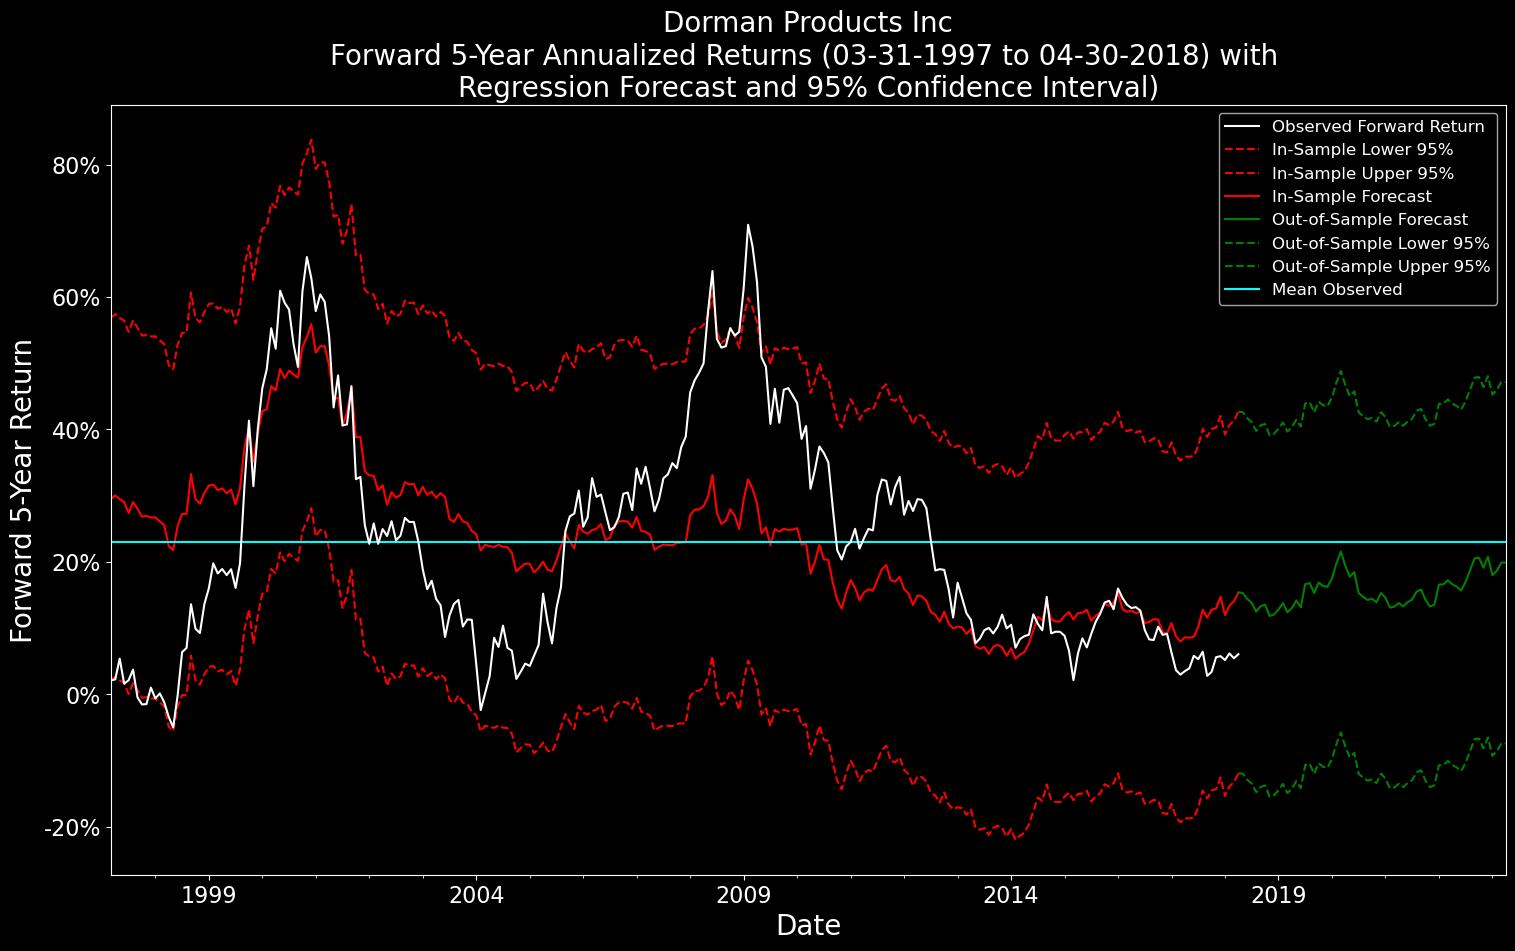 Dorman Products Inc
Forward 5-Year Annualized Returns (03-31-1997 to 04-30-2018) with
Regression Forecast and 95% Confidence Interval)
Observed Forward Return
In-Sample Lower 95%
In-Sample Upper 95%
In-Sample Forecast
Out-of-Sample Forecast
Out-of-Sample Lower 95%
Out-of-Sample Upper 95%
Mean Observed
Forward 5-Year Return
80%
60%
40%
20%
0%
-20%
1999 2004 2009 2014 2019
Date